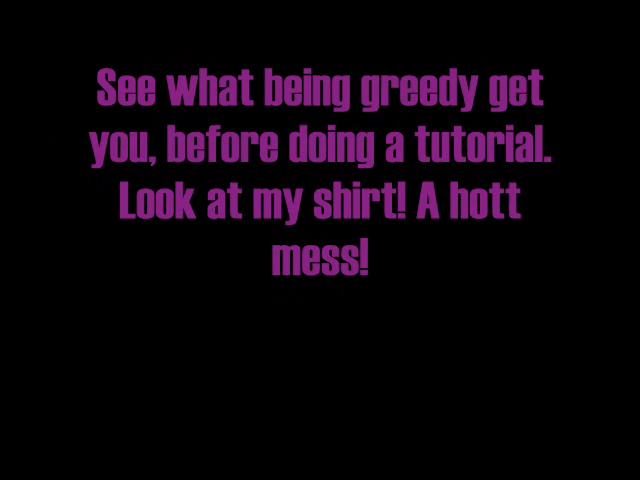 See what being greedy get
you, before doing a tutorial.
Look at my shirt! A hott
mess!